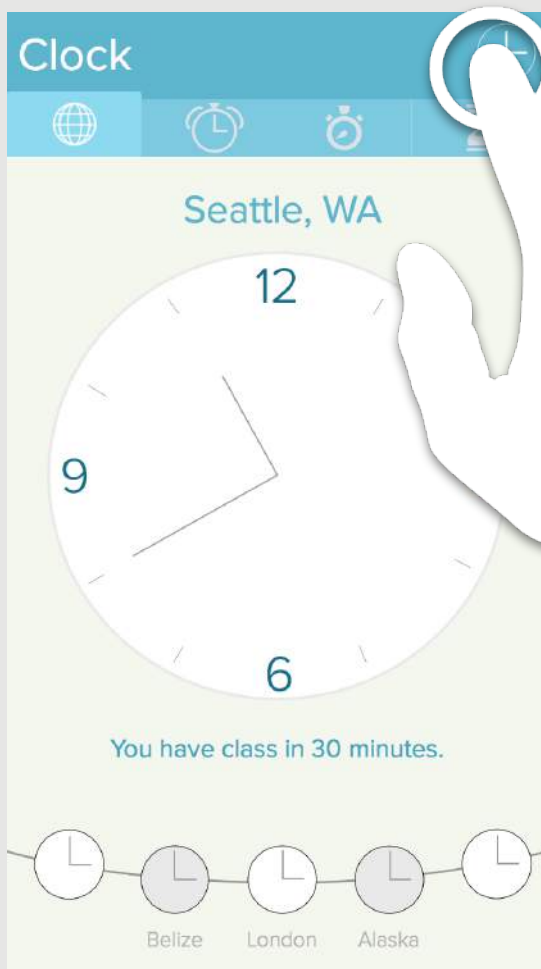 Clock
Seattle, WA
12
9
6
You have class in 30 minutes.
Belize London Alaska